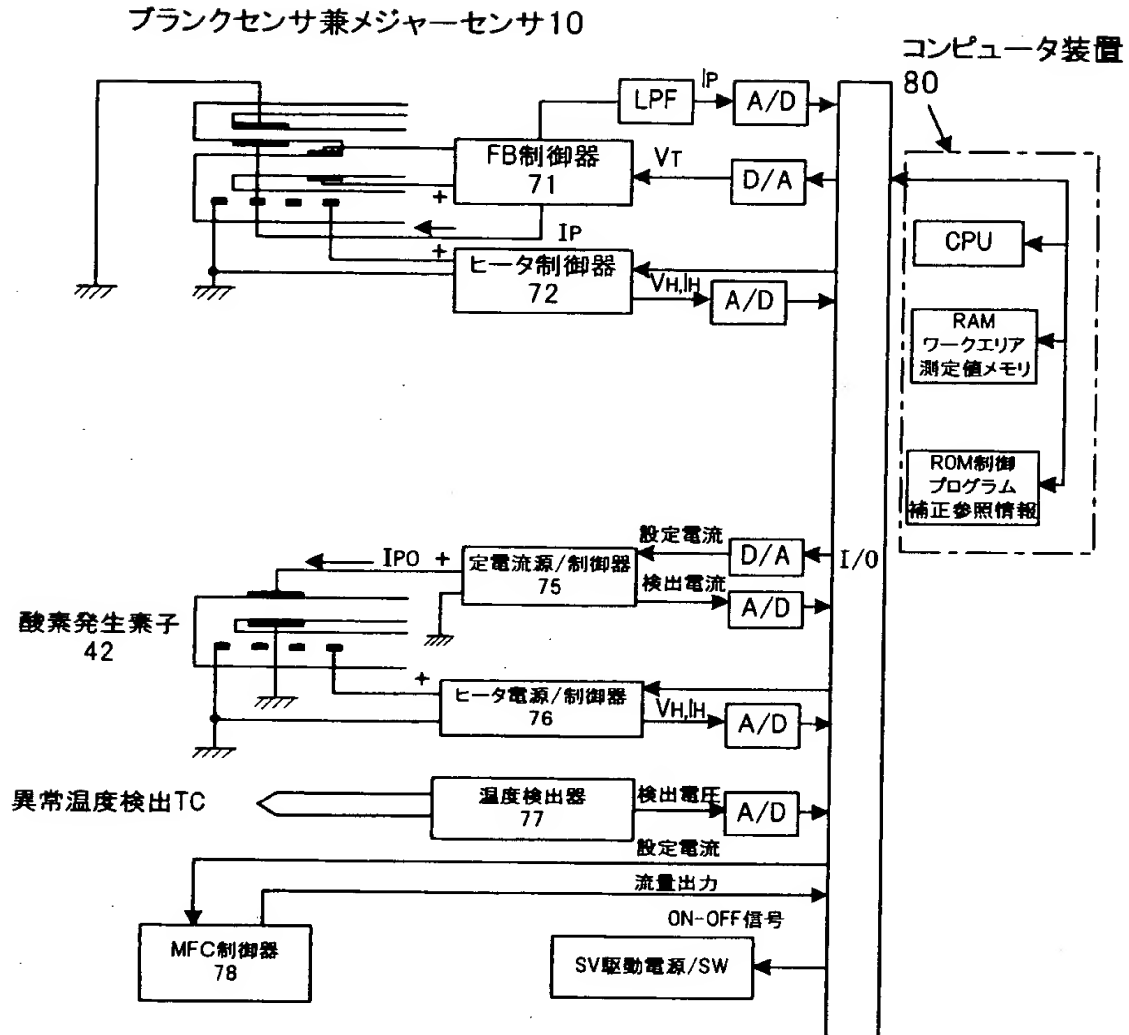 ブランクセンサ兼メジャーセンサ10
コンピュータ装置
80
LPF
IP
A/D
FB制御器
71
VT
D/A
+
IP
+
ヒータ制御器
72
VH,IH
A/D
CPU
RAM
ワークエリア
測定値メモリ
ROM制御
プログラム
補正参照情報
I/O
酸素発生素子
42
IPO
+
定電流源/制御器
75
設定電流
D/A
検出電流
A/D
+
ヒータ電源/制御器
76
VH,IH
A/D
異常温度検出TC
温度検出器
77
検出電圧
A/D
設定電流
流量出力
MFC制御器
78
ON-OFF信号
SV駆動電源/SW